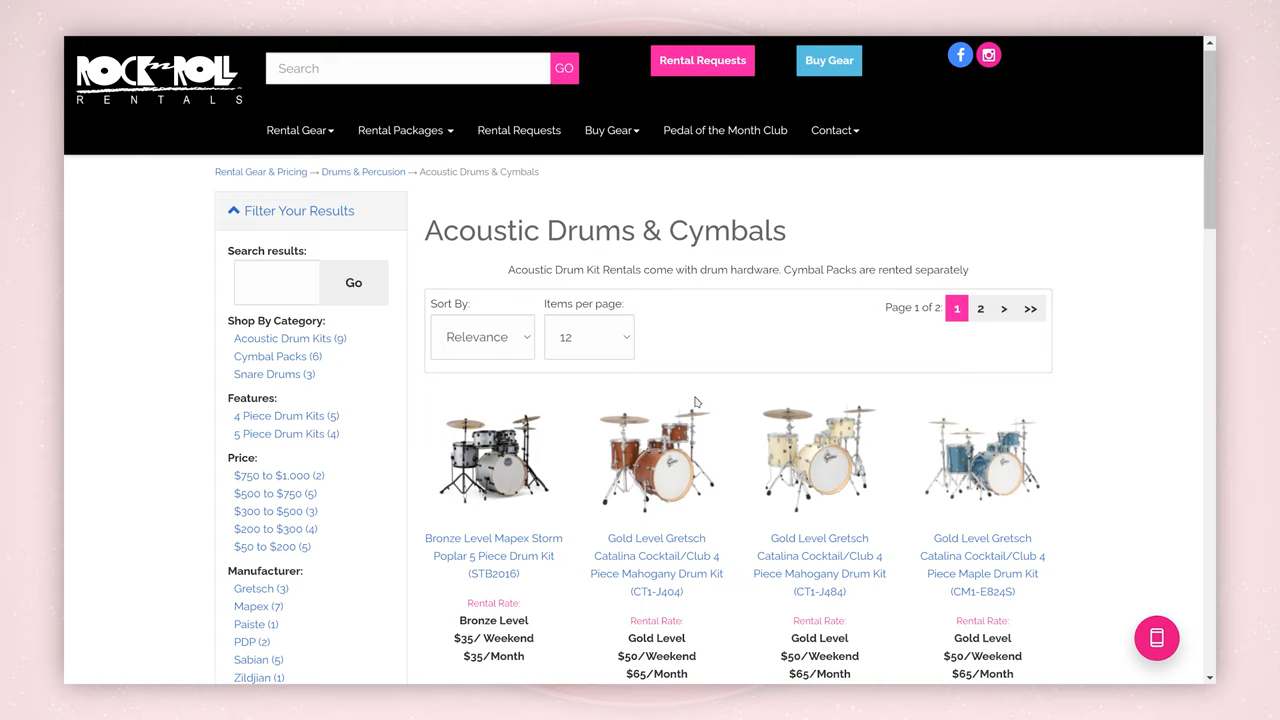 ROCK n ROLL
RENTALS
Search
GO
Rental Requests
Buy Gear
Rental Gear
Rental Packages
Rental Requests
Buy Gear
Pedal of the Month Club
Contact
Rental Gear & Pricing → Drums & Percusion → Acoustic Drums & Cymbals
Filter Your Results
Search results:
Go
Shop By Category:
Acoustic Drum Kits (9)
Cymbal Packs (6)
Snare Drums (3)
Features:
4 Piece Drum Kits (5)
5 Piece Drum Kits (4)
Price:
$750 to $1,000 (2)
$500 to $750 (5)
$300 to $500 (3)
$200 to $300 (4)
$50 to $200 (5)
Manufacturer:
Gretsch (3)
Mapex (7)
Paiste (1)
PDP (2)
Sabian (5)
Zildjian (1)
Acoustic Drums & Cymbals
Acoustic Drum Kit Rentals come with drum hardware. Cymbal Packs are rented separately
Sort By:
Relevance
Items per page:
12
Page 1 of 2: 1 2 > >>
Bronze Level Mapex Storm
Poplar 5 Piece Drum Kit
(STB2016)
Rental Rate:
Bronze Level
$35/ Weekend
$35/Month
Gold Level Gretsch
Catalina Cocktail/Club 4
Piece Mahogany Drum Kit
(CT1-J404)
Rental Rate:
Gold Level
$50/Weekend
$65/Month
Gold Level Gretsch
Catalina Cocktail/Club 4
Piece Mahogany Drum Kit
(CT1-J484)
Rental Rate:
Gold Level
$50/Weekend
$65/Month
Gold Level Gretsch
Catalina Cocktail/Club 4
Piece Maple Drum Kit
(CM1-E824S)
Rental Rate:
Gold Level
$50/Weekend
$65/Month